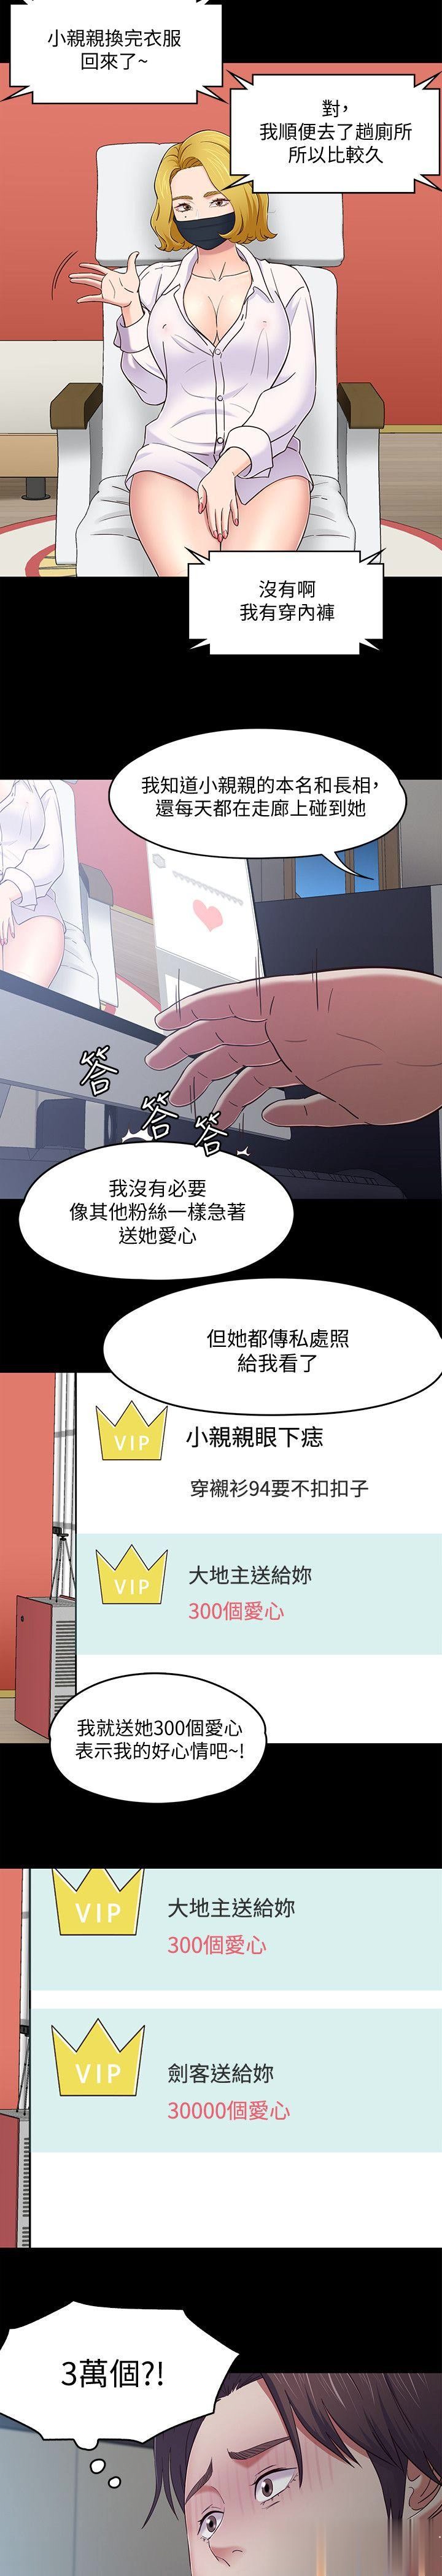 小親親換完衣服
回來了~
對,
我順便去了趟廁所
所以比較久
沒有啊
我有穿內褲
我知道小親親的本名和長相,
還每天都在走廊上碰到她
答
答
答
我沒有必要
像其他粉絲一樣急著
送她愛心
但她都傳私處照
給我看了
VIP
小親親眼下痣
穿襯衫94要不扣扣子
VIP
大地主送給妳
300個愛心
我就送她300個愛心
表示我的好心情吧~!
VIP
大地主送給妳
300個愛心
VIP
劍客送給妳
30000個愛心
3萬個?!